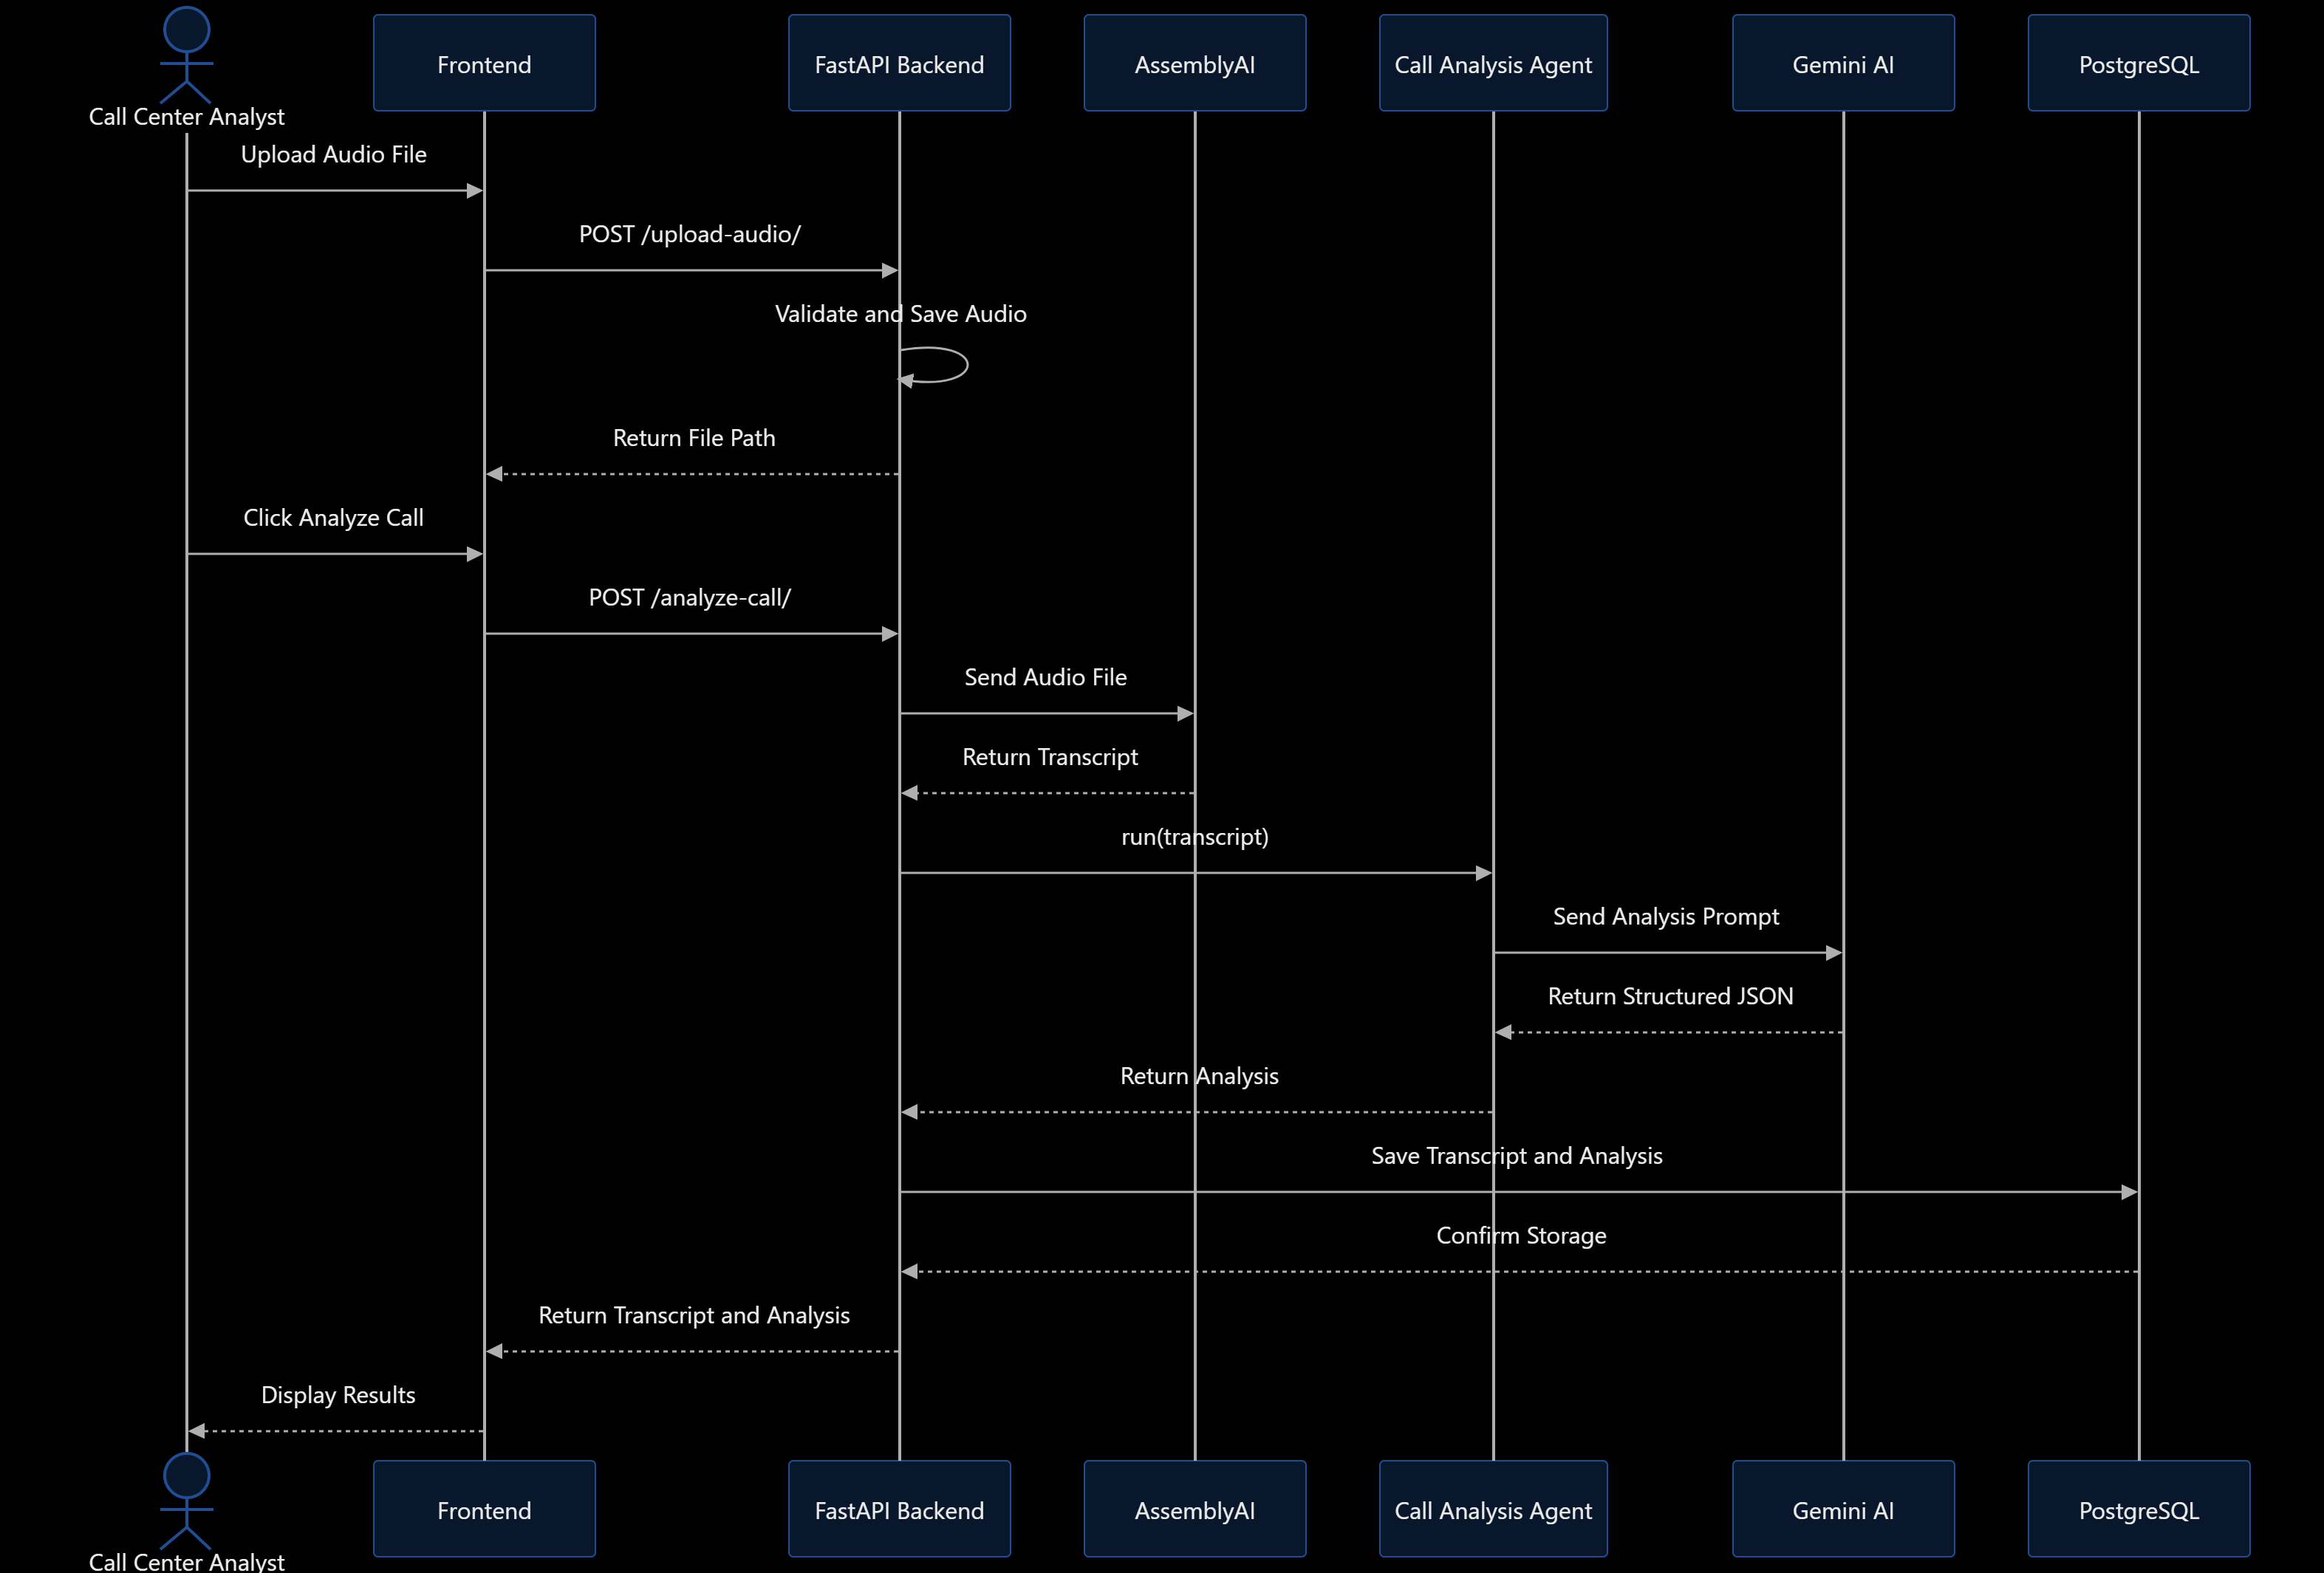 Call Center Analyst
Frontend
FastAPI Backend
AssemblyAI
Call Analysis Agent
Gemini AI
PostgreSQL
Upload Audio File
POST /upload-audio/
Validate and Save Audio
Return File Path
Click Analyze Call
POST /analyze-call/
Send Audio File
Return Transcript
run(transcript)
Send Analysis Prompt
Return Structured JSON
Return Analysis
Save Transcript and Analysis
Confirm Storage
Return Transcript and Analysis
Display Results
Call Center Analyst
Frontend
FastAPI Backend
AssemblyAI
Call Analysis Agent
Gemini AI
PostgreSQL